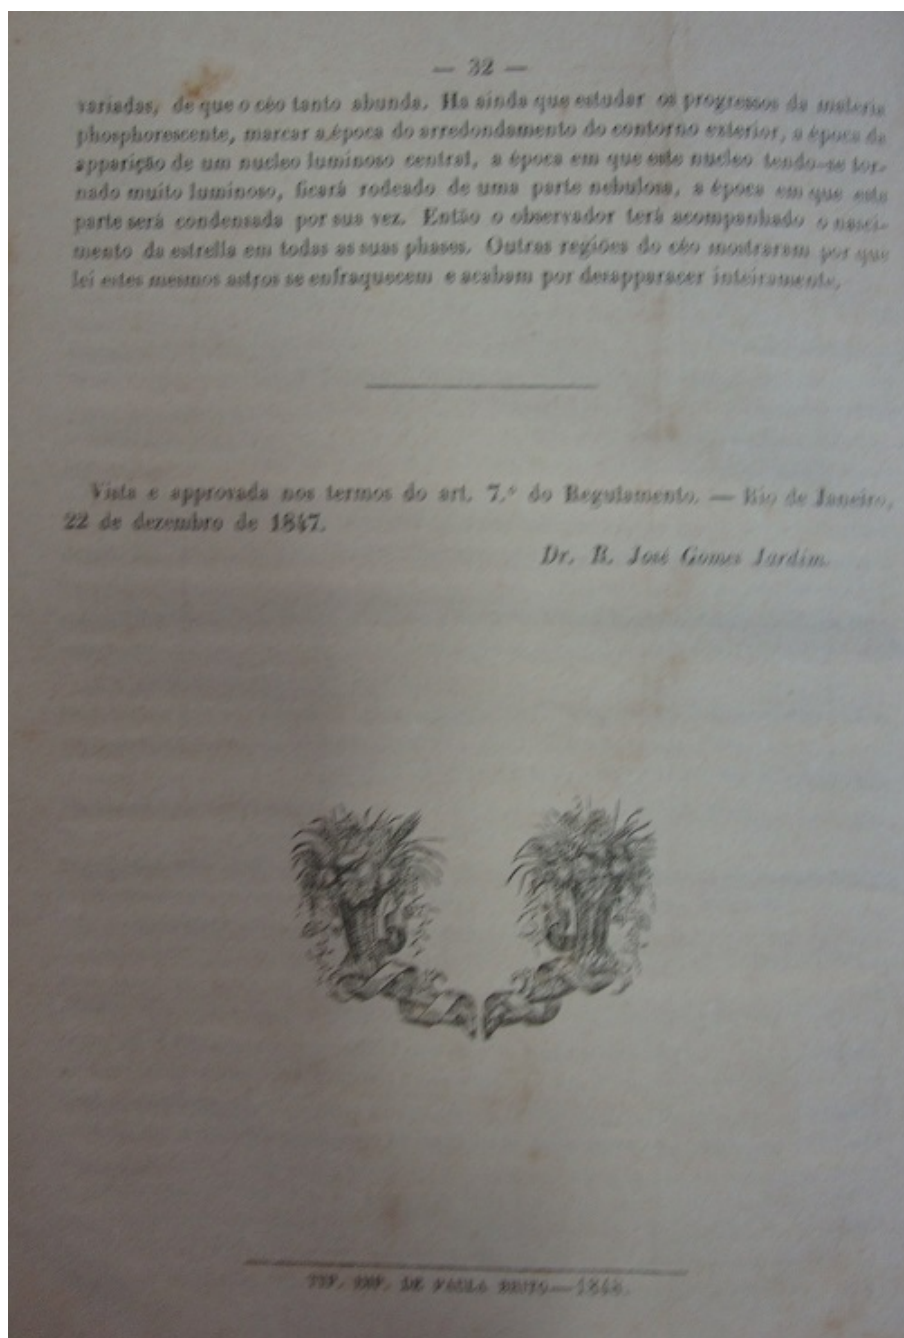 — 32 —
variadas, de que o céo tanto abunda. Ha ainda que estudar os progressos da materia
phosphorescente, marcar a época do arredondamento do contorno exterior, a época da
apparição de um nucleo luminoso central, a época em que este nucleo tendo-se tor-
nado muito luminoso, ficará rodeado de uma parte nebulosa, a época em que esta
parte será condensada por sua vez. Então o observador terá acompanhado o nasci-
mento da estrella em todas as suas phases. Outras regiões do céo mostraram por que
lei estes mesmos astros se enfraquecem e acabam por desapparacer inteiramente.
Vista e approvada nos termos do art. 7.º do Regulamento. — Rio de Janeiro,
22 de dezembro de 1847.
Dr. R. José Gomes Jardim.
TYP. EMP. DE PAULA BRITO—1848.